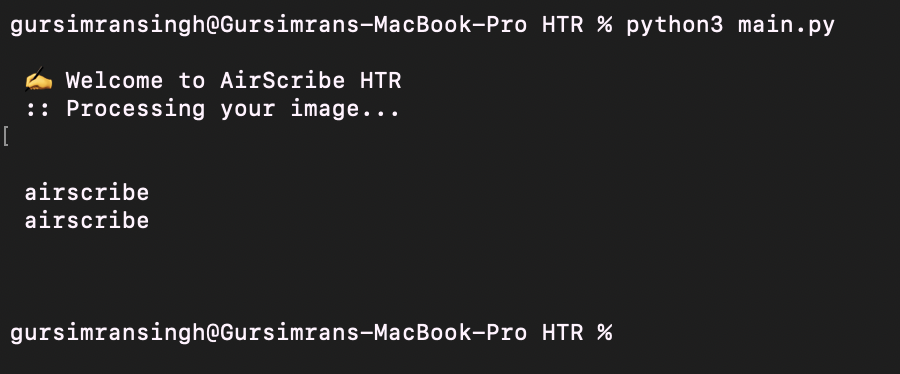 gursimransingh@Gursimrans-MacBook-Pro HTR % python3 main.py
✍️ Welcome to AirScribe HTR
:: Processing your image...
[
airscribe
airscribe
gursimransingh@Gursimrans-MacBook-Pro HTR %